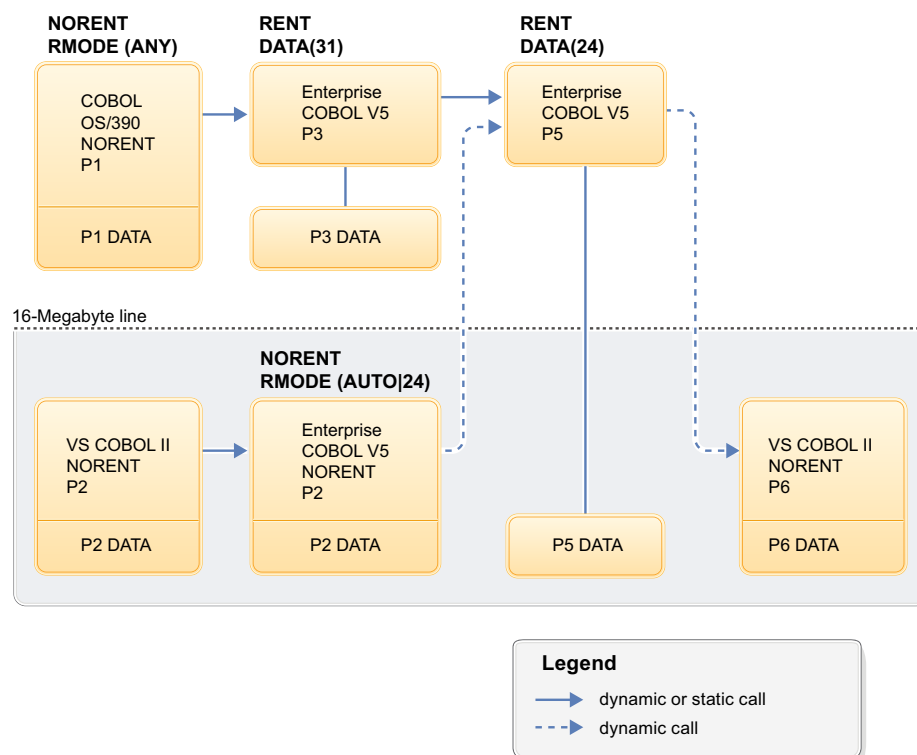 NORENT
RMODE (ANY)
RENT
DATA(31)
RENT
DATA(24)
COBOL
OS/390
NORENT
P1
P1 DATA
Enterprise
COBOL V5
P3
P3 DATA
Enterprise
COBOL V5
P5
16-Megabyte line
NORENT
RMODE (AUTO|24)
VS COBOL II
NORENT
P2
P2 DATA
Enterprise
COBOL V5
NORENT
P2
P2 DATA
P5 DATA
VS COBOL II
NORENT
P6
P6 DATA
Legend
dynamic or static call
dynamic call